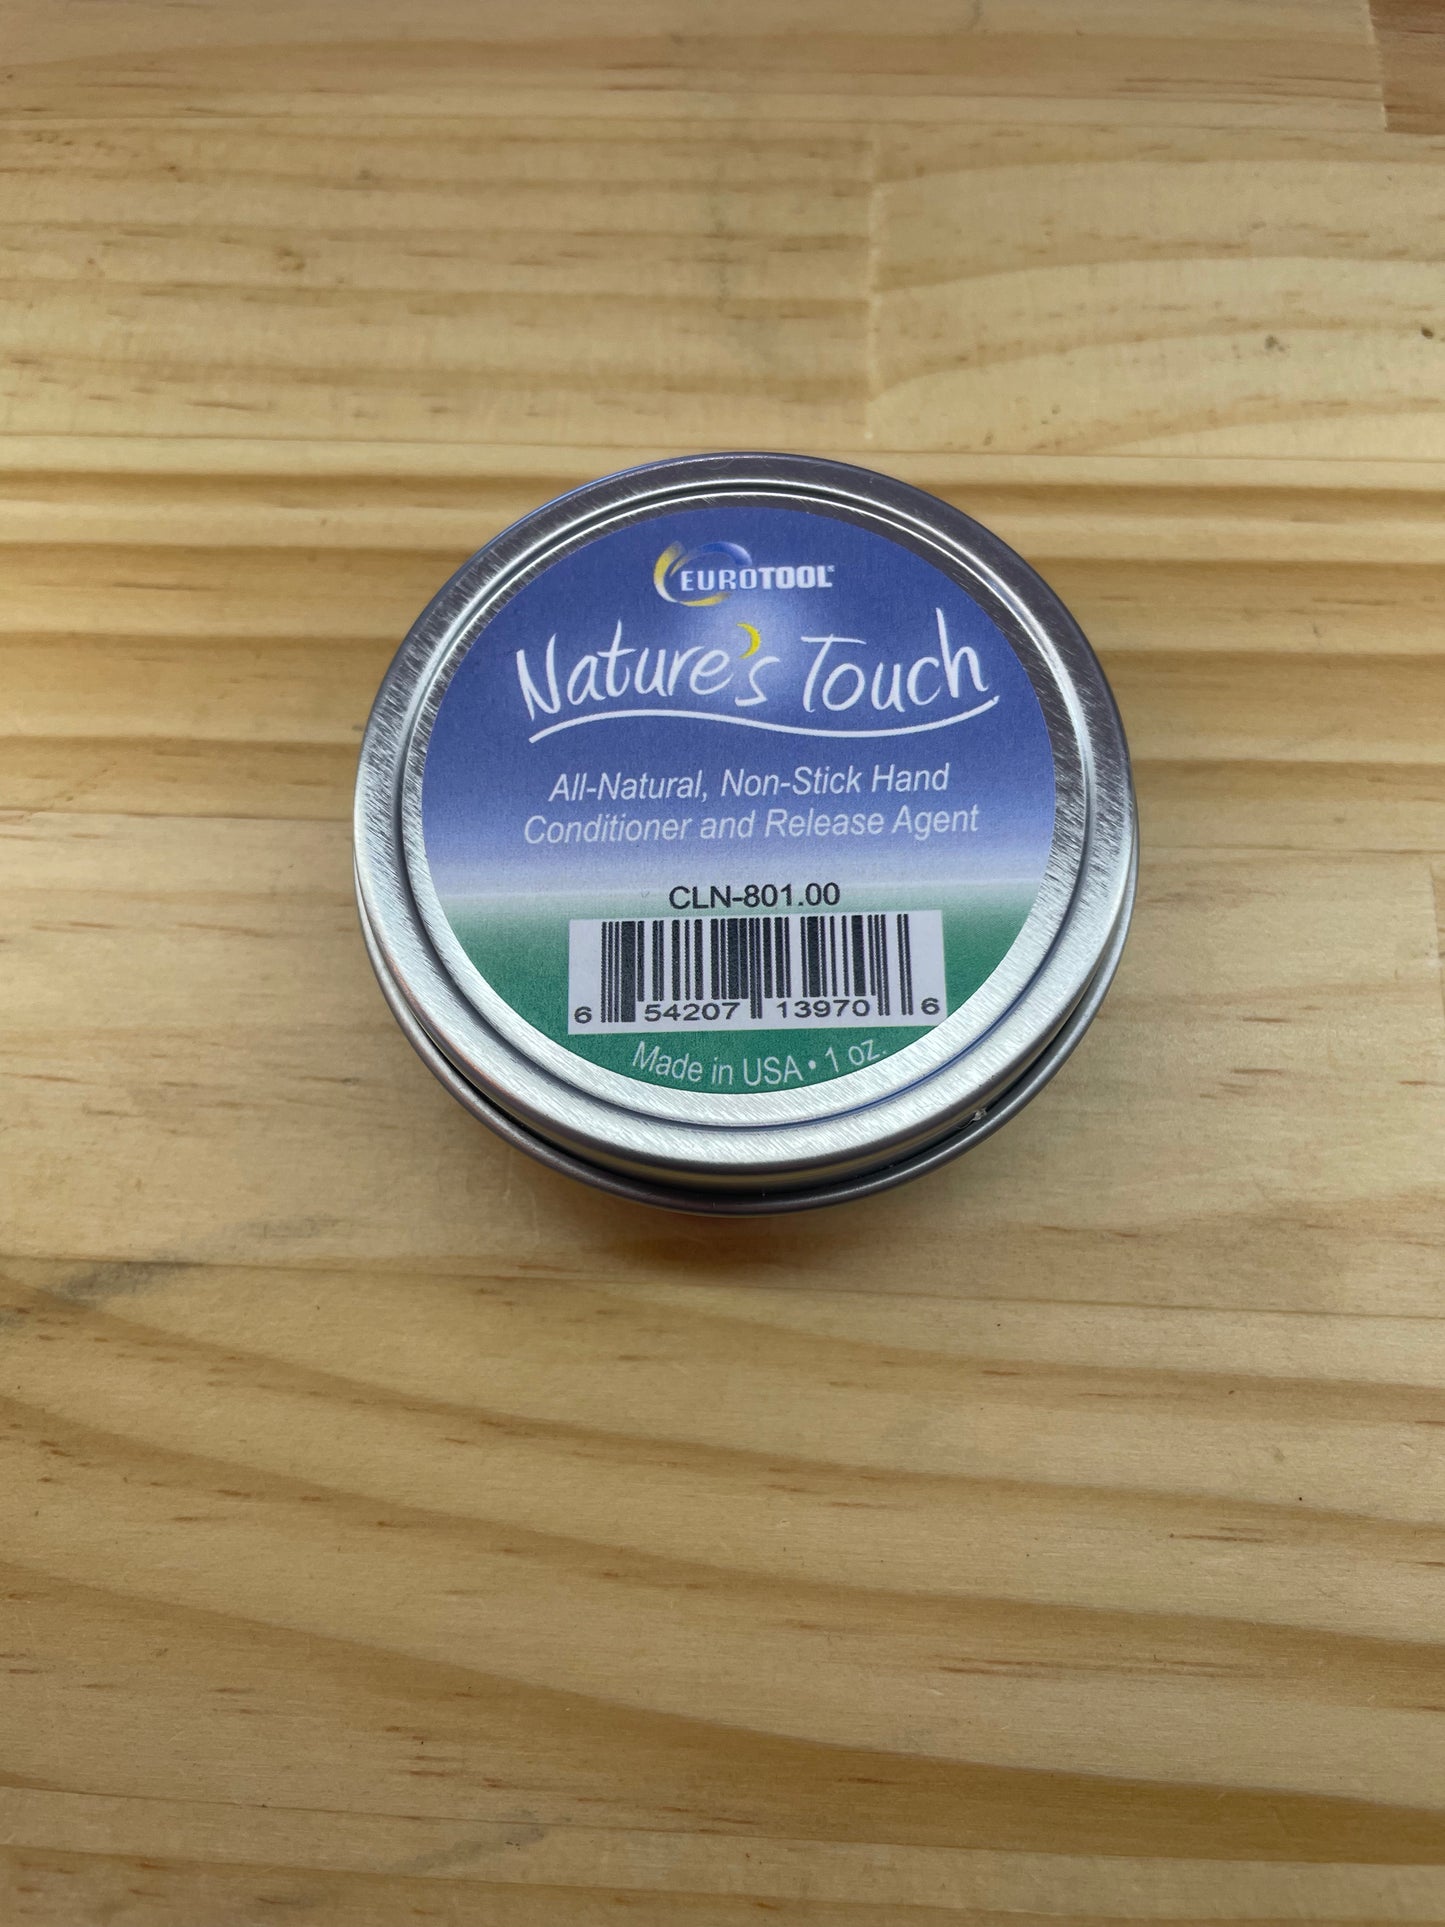 EUROTOOL®
Nature's Touch
All-Natural, Non-Stick Hand
Conditioner and Release Agent
CLN-801.00
6 54207 13970 6
Made in USA • 1 oz.